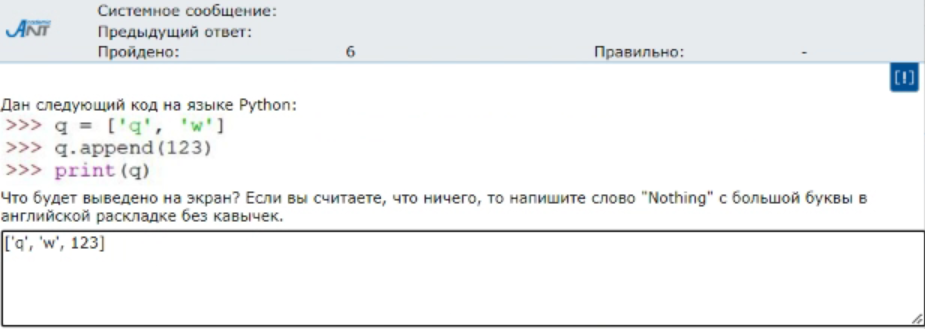 Системное сообщение:
ANT
Предыдущий ответ:
Пройдено: 6 Правильно: -
[!]
Дан следующий код на языке Python:
>>> q = ['q', 'w']
>>> q.append(123)
>>> print(q)
Что будет выведено на экран? Если вы считаете, что ничего, то напишите слово "Nothing" с большой буквы в
английской раскладке без кавычек.
['q', 'w', 123]